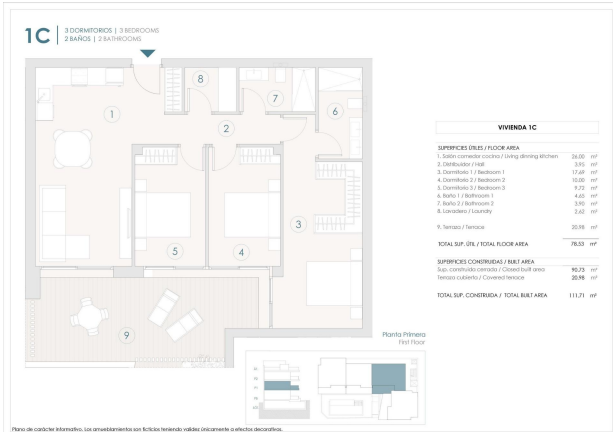 1C
3 DORMITORIOS | 3 BEDROOMS
2 BAÑOS | 2 BATHROOMS
1
2
3
4
5
6
7
8
9
VIVIENDA 1C
SUPERFICIES ÚTILES / FLOOR AREA
1. Salón comedor cocina / Living dinning kitchen 26,00 m²
2. Distribuidor / Hall 3,95 m²
3. Dormitorio 1 / Bedroom 1 17,69 m²
4. Dormitorio 2 / Bedroom 2 10,00 m²
5. Dormitorio 3 / Bedroom 3 9,72 m²
6. Baño 1 / Bathroom 1 4,65 m²
7. Baño 2 / Bathroom 2 3,90 m²
8. Lavadero / Laundry 2,62 m²
9. Terraza / Terrace 20,98 m²
TOTAL SUP. ÚTIL / TOTAL FLOOR AREA 78,53 m²
SUPERFICIES CONSTRUIDAS / BUILT AREA
Sup. construida cerrada / Closed built area 90,73 m²
Terraza cubierta / Covered terrace 20,98 m²
TOTAL SUP. CONSTRUIDA / TOTAL BUILT AREA 111,71 m²
Planta Primera
First Floor
Plano de carácter informativo. Los amueblamientos son ficticios teniendo validez únicamente a efectos decorativos.